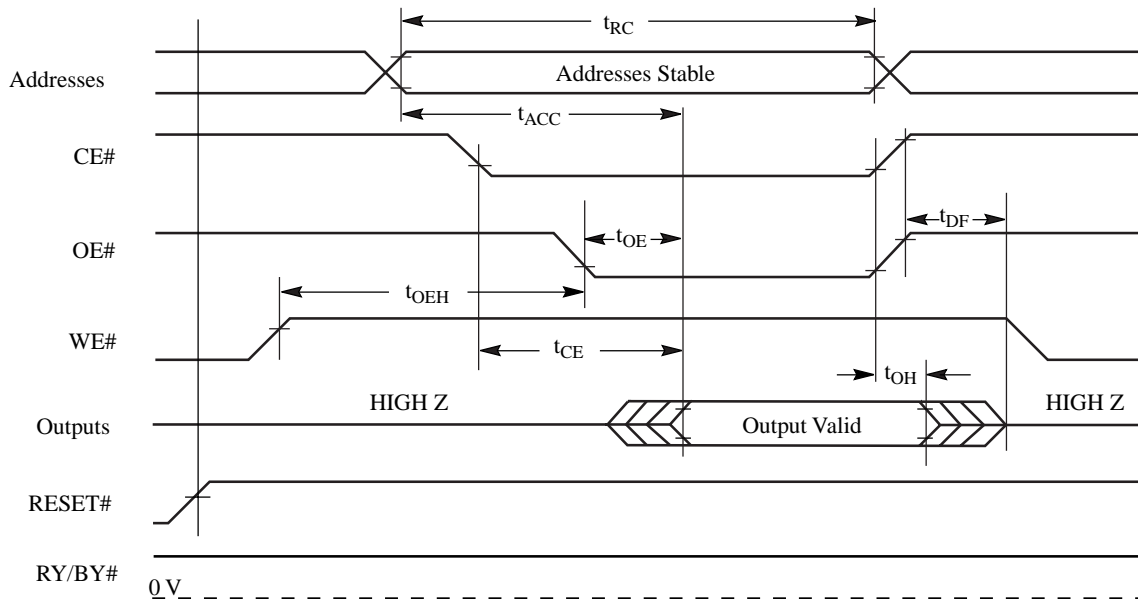 tRC
Addresses
Addresses Stable
tACC
CE#
tDF
OE#
tOE
tOEH
WE#
tCE
tOH
HIGH Z
HIGH Z
Outputs
Output Valid
RESET#
RY/BY#
0 V